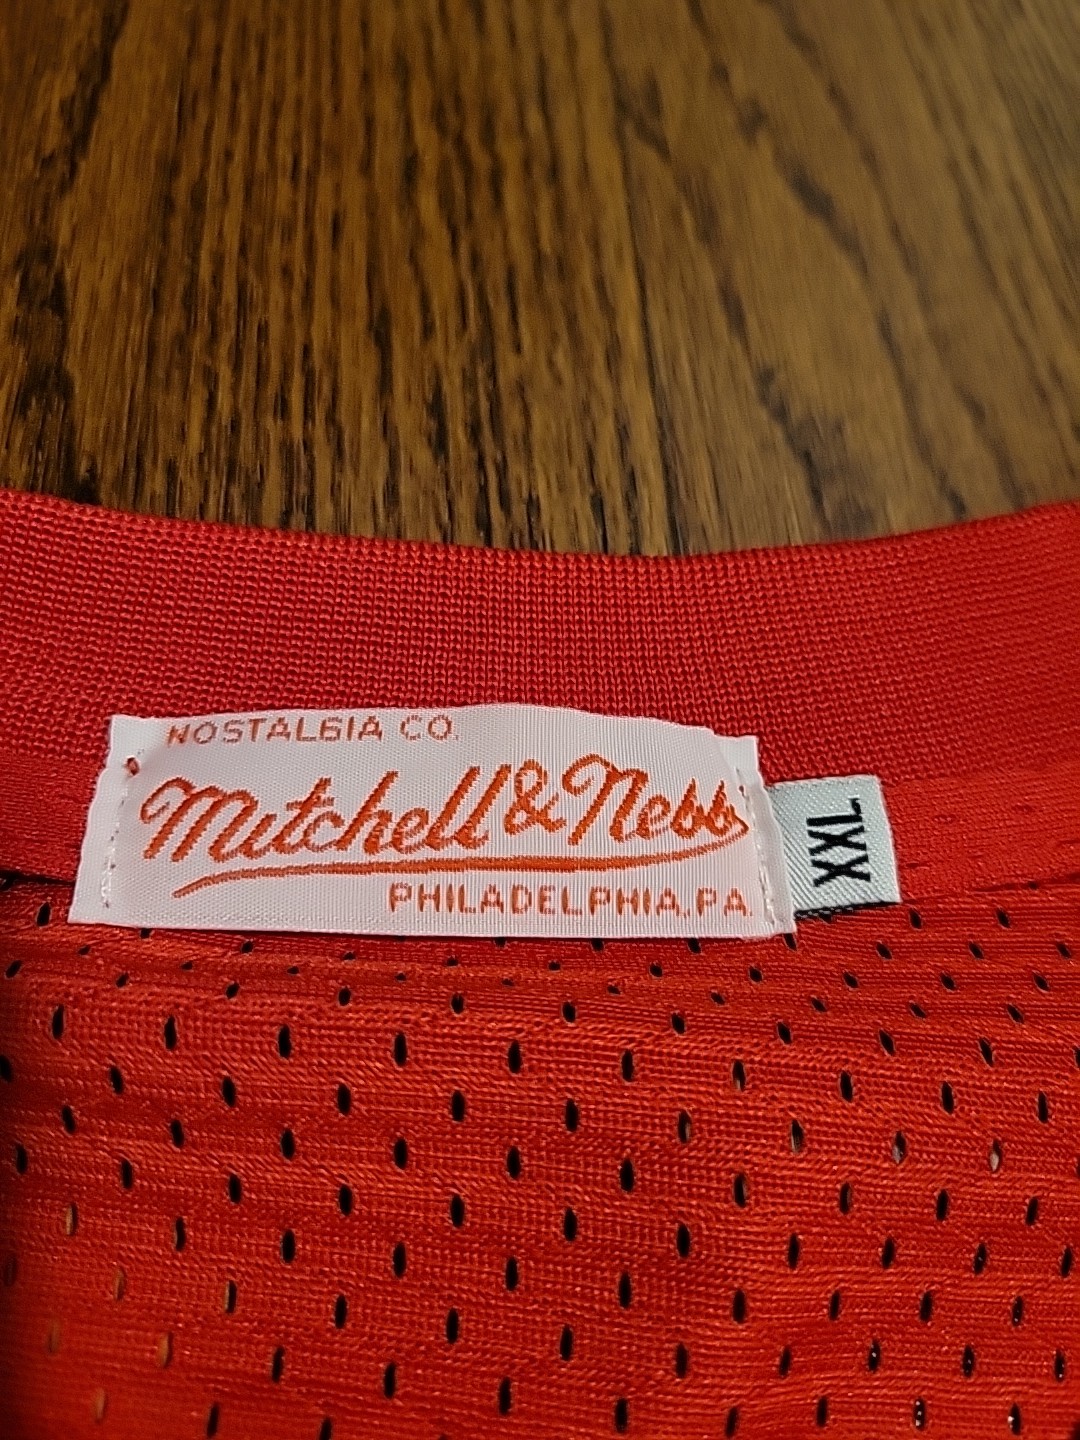 NOSTALGIA CO.
Mitchell & Ness
PHILADELPHIA, PA.
XXL